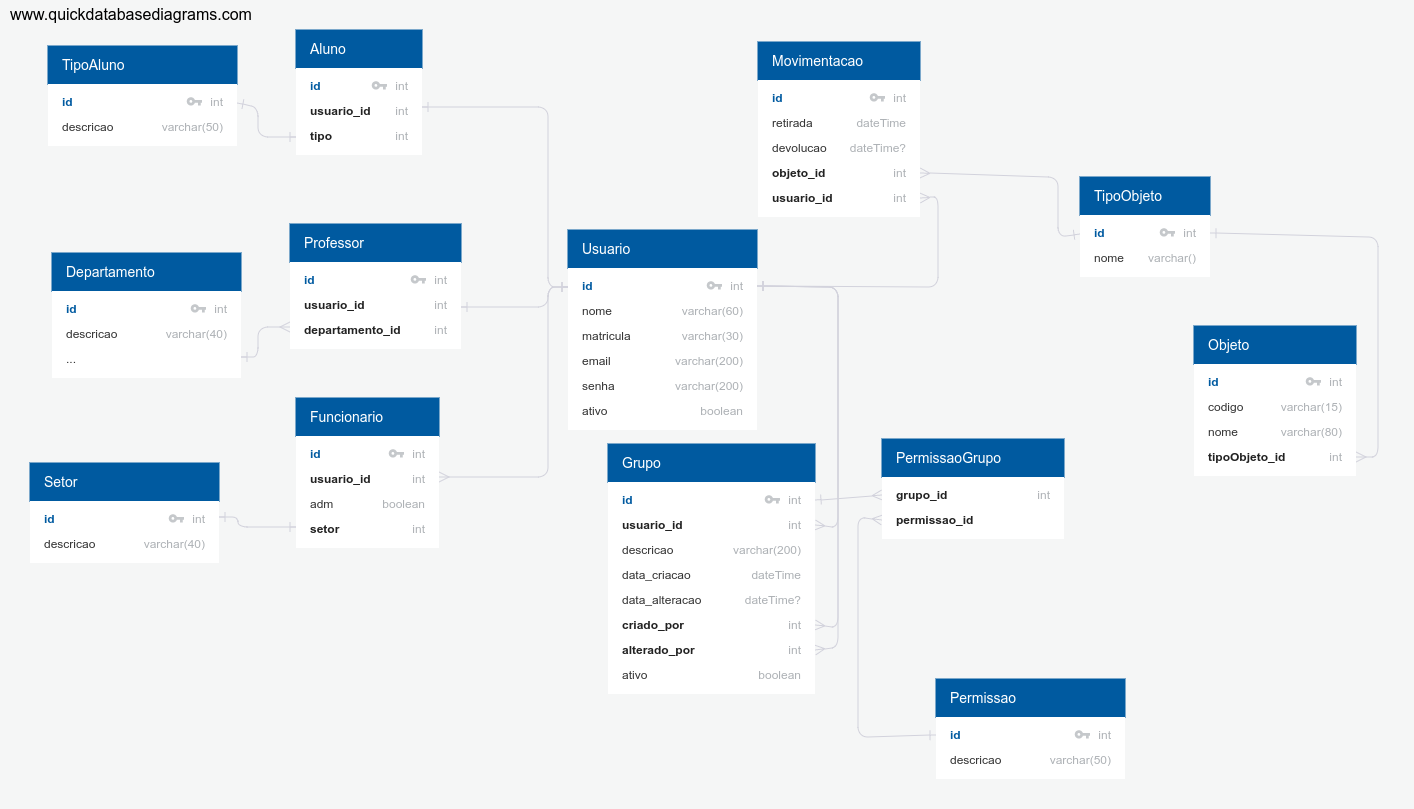 www.quickdatabasediagrams.com
TipoAluno
id int
descricao varchar(50)
Aluno
id int
usuario_id int
tipo int
Movimentacao
id int
retirada dateTime
devolucao dateTime?
objeto_id int
usuario_id int
TipoObjeto
id int
nome varchar()
Departamento
id int
descricao varchar(40)
...
Professor
id int
usuario_id int
departamento_id int
Usuario
id int
nome varchar(60)
matricula varchar(30)
email varchar(200)
senha varchar(200)
ativo boolean
Objeto
id int
codigo varchar(15)
nome varchar(80)
tipoObjeto_id int
Setor
id int
descricao varchar(40)
Funcionario
id int
usuario_id int
adm boolean
setor int
Grupo
id int
usuario_id int
descricao varchar(200)
data_criacao dateTime
data_alteracao dateTime?
criado_por int
alterado_por int
ativo boolean
PermissaoGrupo
grupo_id int
permissao_id
Permissao
id int
descricao varchar(50)